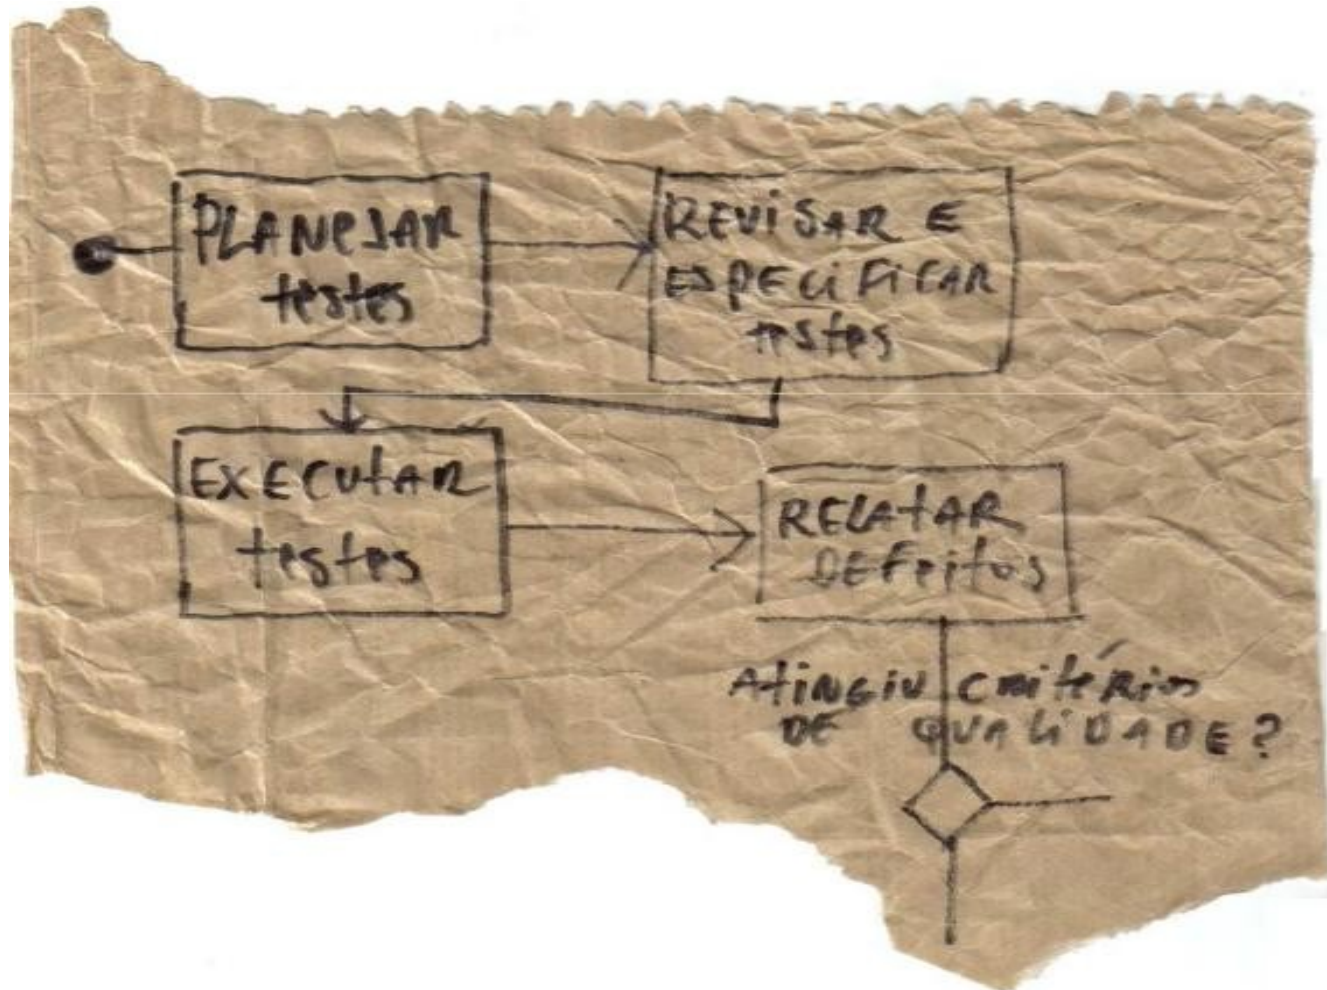 PLANEJAR
testes
REVISAR E
ESPECIFICAR
testes
EXECUTAR
testes
RELATAR
DEFEITOS
ATINGIU CRITÉRIOS
DE QUALIDADE?